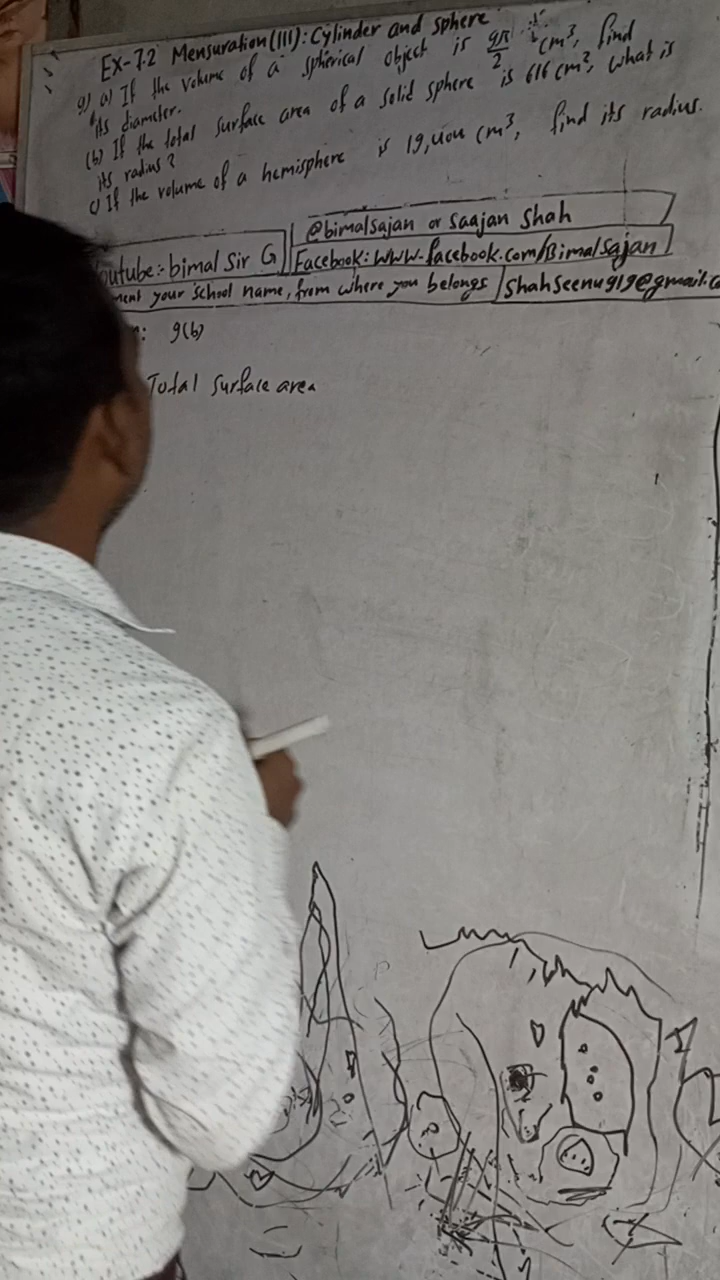 Ex-7.2 Mensuration(III): Cylinder and sphere
9) a) If the volume of a spherical object is 9π/2 cm³, find
its diameter.
(b) If the total surface area of a solid sphere is 616 cm², what is
its radius?
c) If the volume of a hemisphere is 19,404 cm³, find its radius.
@bimalsajan or saajan shah
outube:- bimal sir G
Facebook: www.facebook.com/Bimalsajan
ment your school name, from where you belongs
shahseenu919@gmail.co
: 9(b)
Total surface area